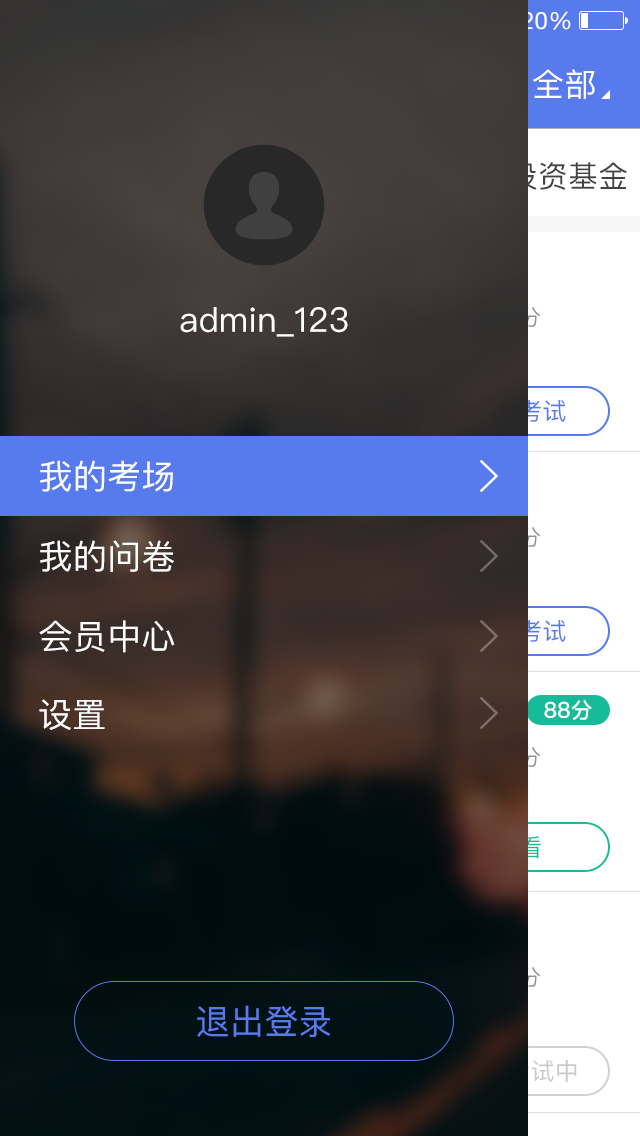 20%
全部
投资基金
admin_123
分
考试
我的考场
我的问卷
分
会员中心
考试
设置
88分
分
看
分
退出登录
试中